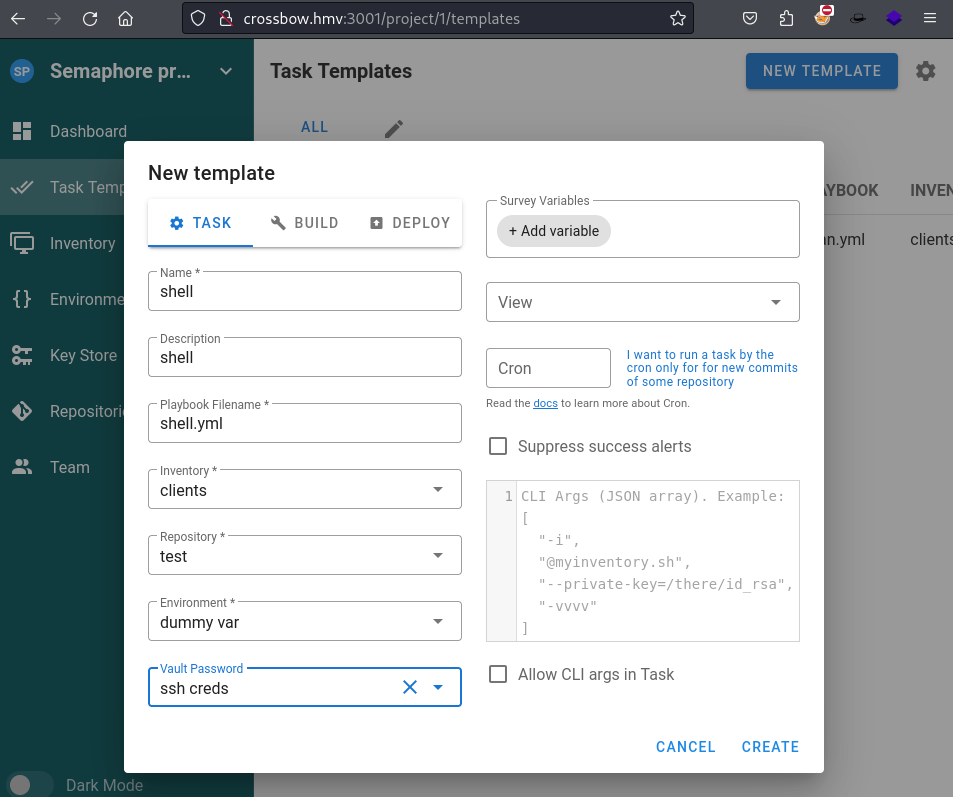 crossbow.hmv:3001/project/1/templates
SP
Semaphore pr...
Dashboard
Task Temp
Inventory
Environme
Key Store
Repositori
Team
Dark Mode
Task Templates
NEW TEMPLATE
ALL
AYBOOK
INVEN
n.yml
clients
New template
TASK
BUILD
DEPLOY
Name *
shell
Description
shell
Playbook Filename *
shell.yml
Inventory *
clients
Repository *
test
Environment *
dummy var
Vault Password
ssh creds
Survey Variables
+ Add variable
View
Cron
I want to run a task by the
cron only for for new commits
of some repository
Read the docs to learn more about Cron.
Suppress success alerts
1 CLI Args (JSON array). Example:
[
"-i",
"@myinventory.sh",
"--private-key=/there/id_rsa",
"-vvvv"
]
Allow CLI args in Task
CANCEL
CREATE